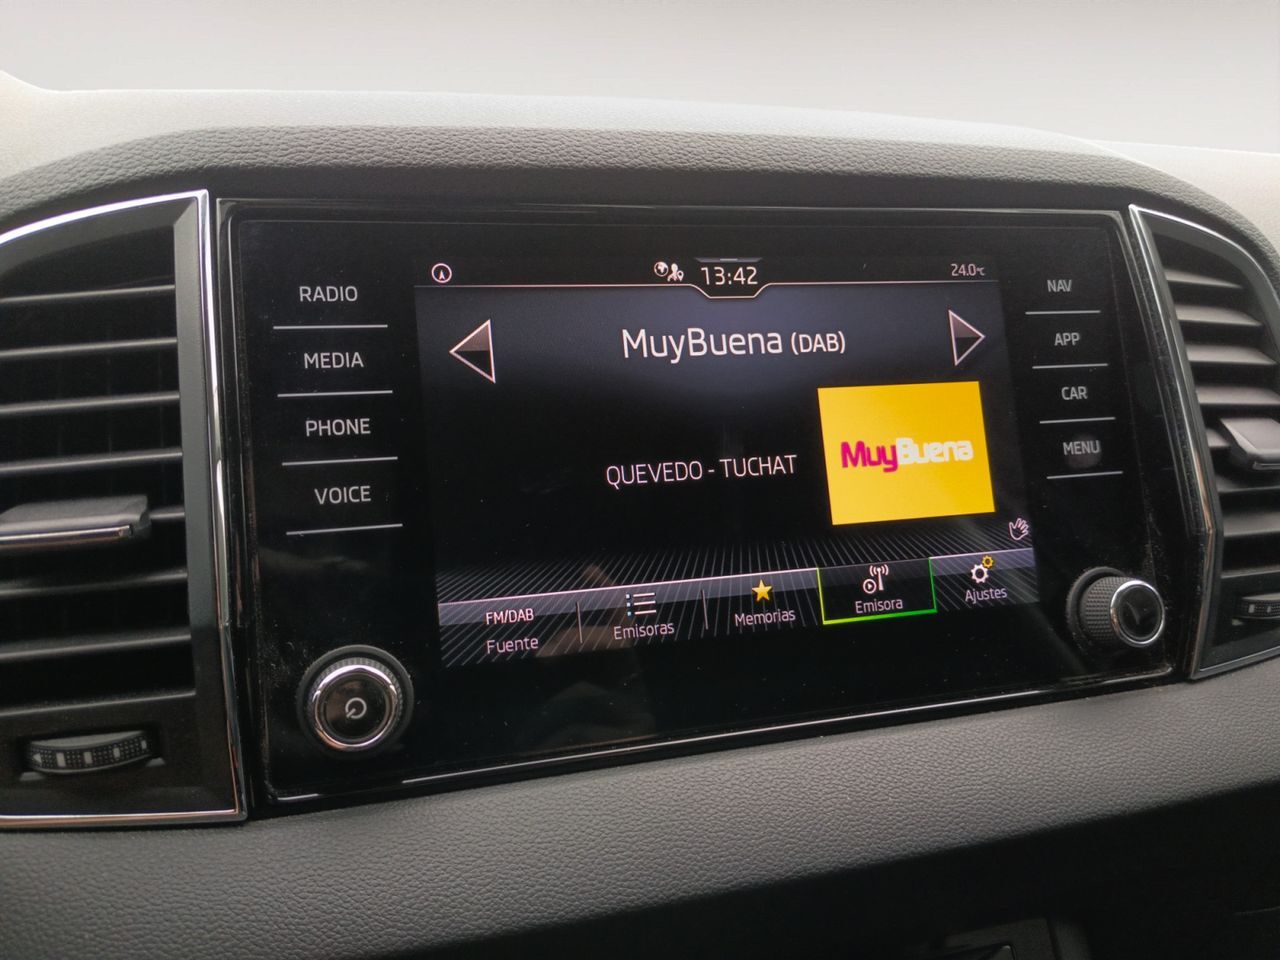 RADIO
MEDIA
PHONE
VOICE
13:42
24.0°C
MuyBuena (DAB)
QUEVEDO - TUCHAT
MuyBuena
FM/DAB
Fuente
Emisoras
Memorias
Emisora
Ajustes
NAV
APP
CAR
MENU